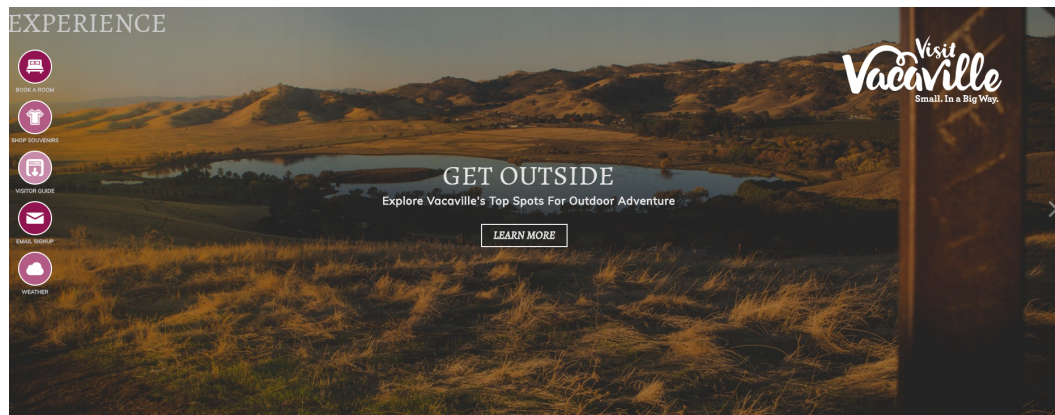 EXPERIENCE
Visit
Vacaville
Small. In a Big Way.
BOOK A ROOM
SHOP SOUVENIRS
VISITOR GUIDE
EMAIL SIGNUP
WEATHER
GET OUTSIDE
Explore Vacaville's Top Spots For Outdoor Adventure
LEARN MORE